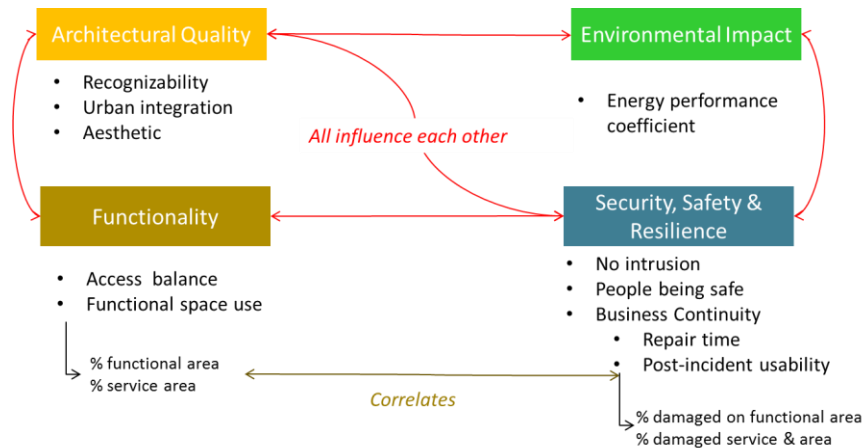 Architectural Quality
Environmental Impact
• Recognizability
• Urban integration
• Aesthetic
• Energy performance
coefficient
All influence each other
Functionality
Security, Safety &
Resilience
• Access balance
• Functional space use
• No intrusion
• People being safe
• Business Continuity
• Repair time
• Post-incident usability
% functional area
% service area
Correlates
% damaged on functional area
% damaged service & area